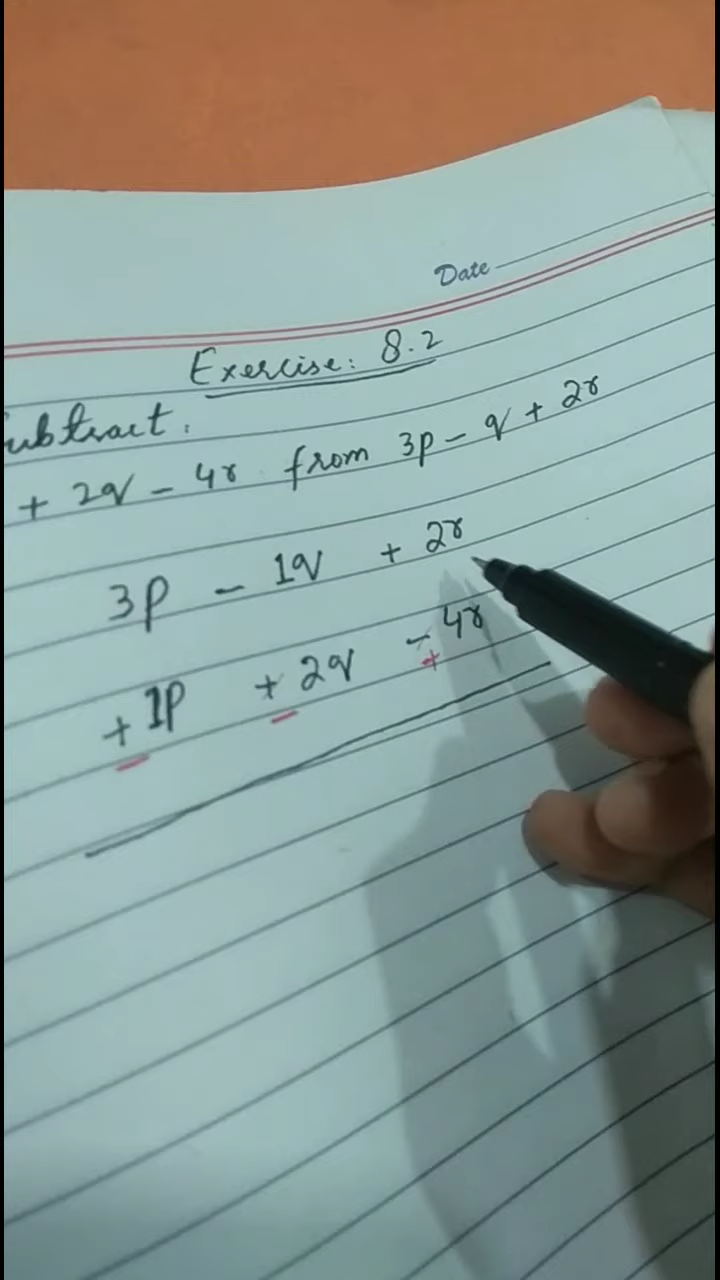 Date
Exercise: 8.2
ubtract.
+ 2q - 4r from 3p - q + 2r
3p - 1q + 2r
+ 1p + 2q - 4r
- - +